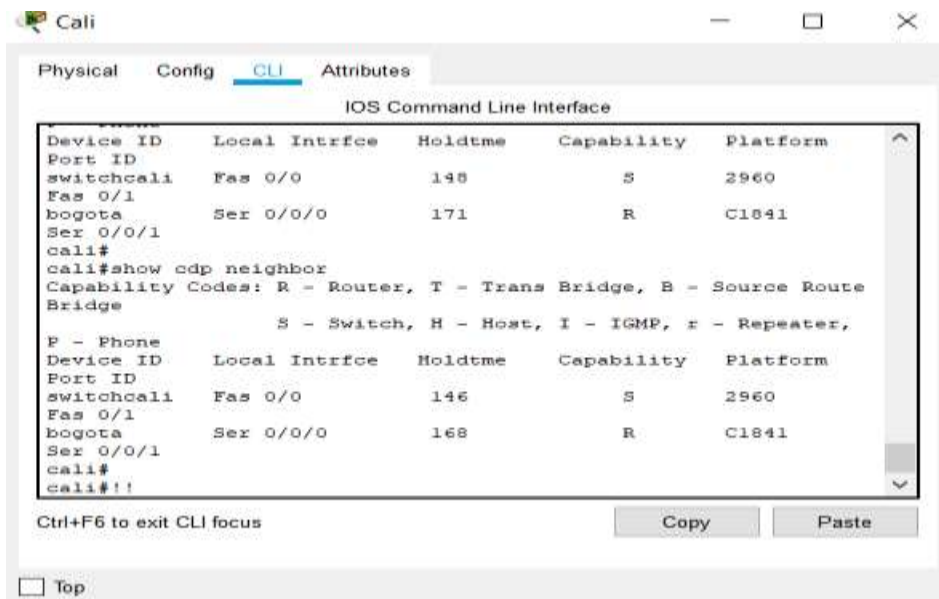 Cali
Physical Config CLI Attributes
IOS Command Line Interface
Device ID Local Intrfce Holdtme Capability Platform
Port ID
switchcali Fas 0/0 148 S 2960
Fas 0/1
bogota Ser 0/0/0 171 R C1841
Ser 0/0/1
cali#
cali#show cdp neighbor
Capability Codes: R - Router, T - Trans Bridge, B - Source Route
Bridge
S - Switch, H - Host, I - IGMP, r - Repeater,
P - Phone
Device ID Local Intrfce Holdtme Capability Platform
Port ID
switchcali Fas 0/0 146 S 2960
Fas 0/1
bogota Ser 0/0/0 168 R C1841
Ser 0/0/1
cali#
cali#!!
Ctrl+F6 to exit CLI focus
Copy Paste
Top